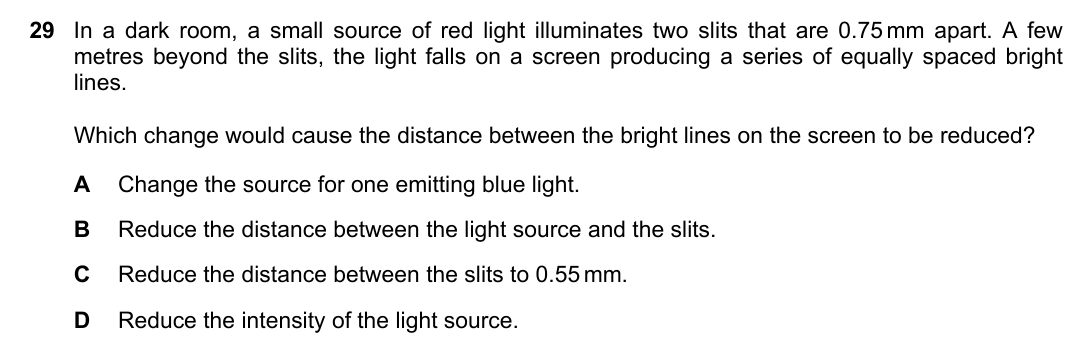 29 In a dark room, a small source of red light illuminates two slits that are 0.75 mm apart. A few
metres beyond the slits, the light falls on a screen producing a series of equally spaced bright
lines.
Which change would cause the distance between the bright lines on the screen to be reduced?
A Change the source for one emitting blue light.
B Reduce the distance between the light source and the slits.
C Reduce the distance between the slits to 0.55 mm.
D Reduce the intensity of the light source.